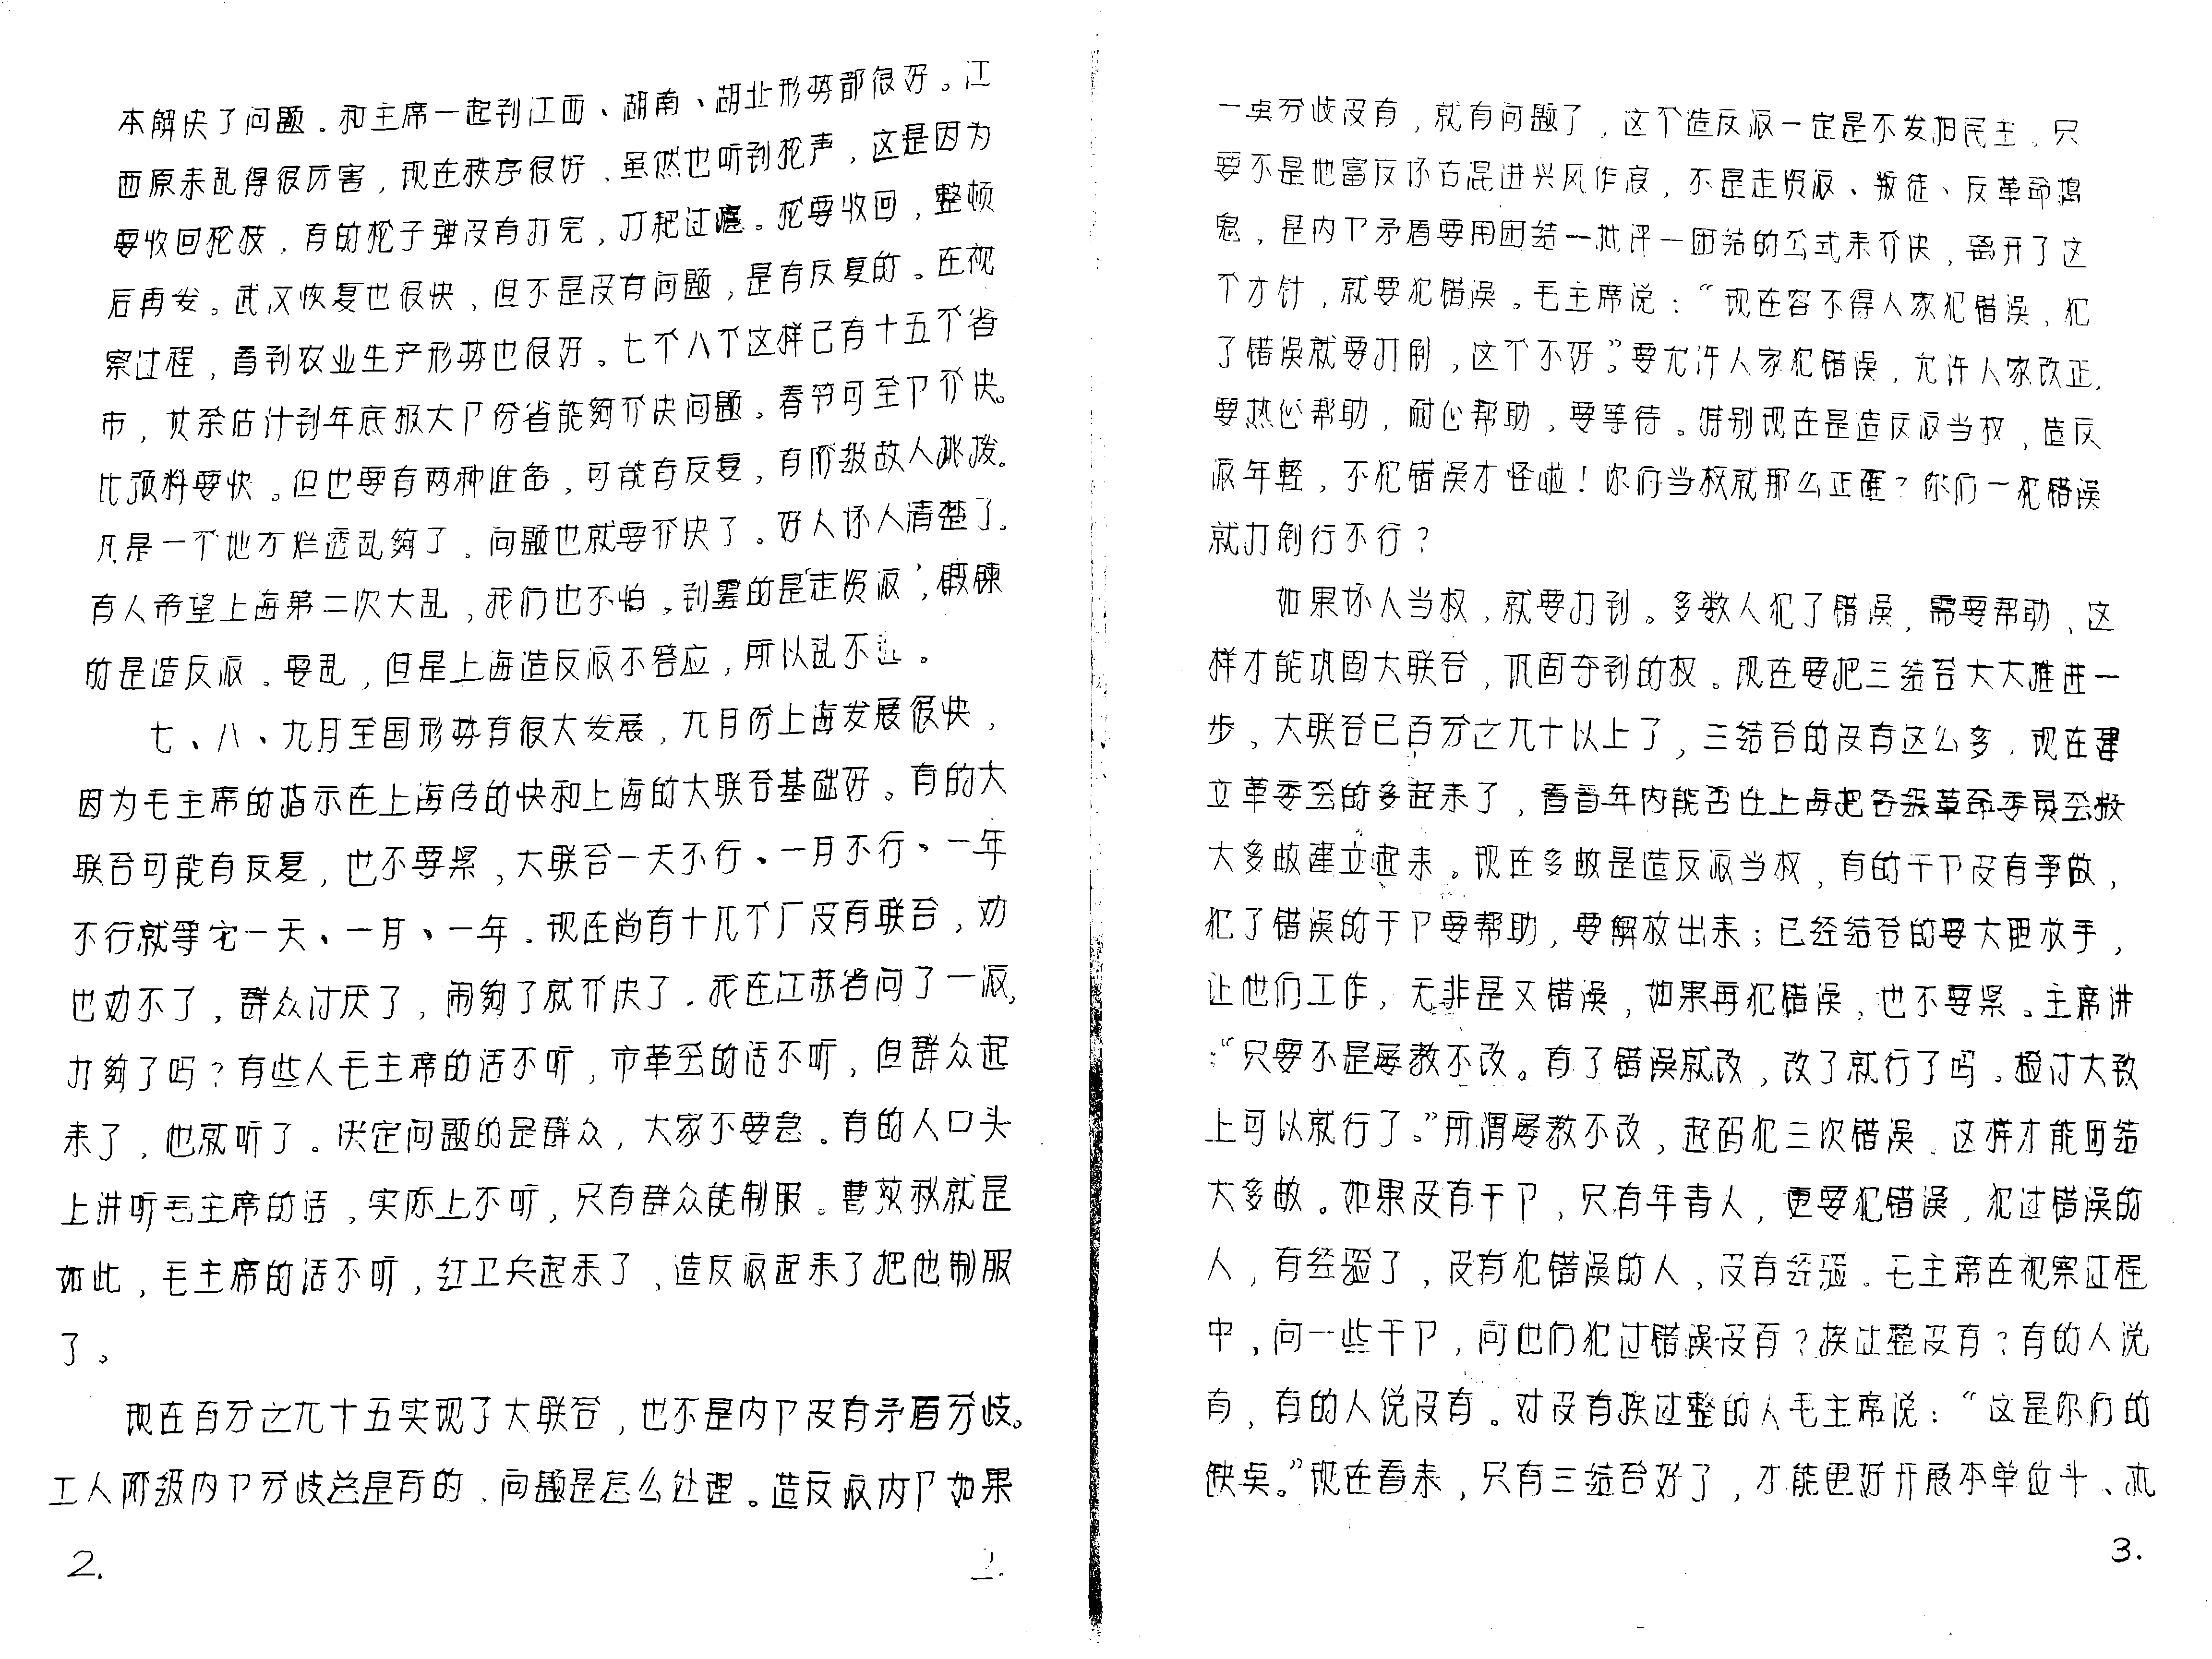 本解决了问题。和主席一起到江西、湖南、湖北形势都很好。江
西原来乱得很厉害，现在秩序很好，虽然也听到枪声，这是因为
要收回枪枝，有的枪子弹没有打完，打把过瘾。枪要收回，整顿
后再发。武汉恢复也很快，但不是没有问题，是有反复的。在视
察过程，看到农业生产形势也很好。七个八个这样已有十五个省
市，其余估计到年底极大卩份省能夠夰决问题。春节可全卩夰决。
比预料要快。但也要有两种准备，可能有反复，有阶级敌人挑拨。
凡是一个地方烂透乱夠了，问题也就要夰决了。好人坏人清楚了。
有人希望上海第二次大乱，我们也不怕，到霉的是‘走资派’，锻鍊
的是造反派。要乱，但是上海造反派不答应，所以乱不。
七、八、九月全国形势有很大发展，九月份上海发展很快，
因为毛主席的指示在上海传的快和上海的大联合基础好。有的大
联合可能有反复，也不要紧，大联合一天不行、一月不行、一年
不行就等它一天、一月、一年。现在尚有十几个厂没有联合，劝
也劝不了，群众讨厌了，闹夠了就夰决了。我在江苏省问了一派，
打夠了吗？有些人毛主席的话不听，市革会的话不听，但群众起
来了，他就听了。决定问题的是群众，大家不要急。有的人口头
上讲听毛主席的话，实际上不听，只有群众能制服。曹荻秋就是
如此，毛主席的话不听，红卫兵起来了，造反派起来了把他制服
了。
现在百分之九十五实现了大联合，也不是内卩没有矛盾分歧。
工人阶级内卩分歧总是有的，问题是怎么处理。造反派内卩如果
2.
2.
一点分歧没有，就有问题了，这个造反派一定是不发扬民主，只
要不是地富反坏右混进兴风作浪，不是走资派、叛徒、反革命捣
鬼，是内卩矛盾要用团结一批评一团结的公式来夰决，离开了这
个方针，就要犯错误。毛主席说：“现在容不得人家犯错误，犯
了错误就要打倒，这个不好”。要允许人家犯错误，允许人家改正，
要热心帮助，耐心帮助，要等待。特别现在是造反派当权，造反
派年轻，不犯错误才怪啦！你们当权就那么正确？你们一犯错误
就打倒行不行？
如果坏人当权，就要打到。多数人犯了错误，需要帮助，这
样才能巩固大联合，巩固夺到的权。现在要把三结合大大推进一
步，大联合已百分之九十以上了，三结合的没有这么多，现在建
立革委会的多起来了，看看年内能否在上海把各级革命委员会极
大多数建立起来。现在多数是造反派当权，有的干卩没有事做，
犯了错误的干卩要帮助，要解放出来；已经结合的要大胆放手，
让他们工作，无非是又错误，如果再犯错误，也不要紧。主席讲
：“只要不是屡教不改。有了错误就改，改了就行了吗。检讨大致
上可以就行了。”所谓屡教不改，起码犯三次错误，这样才能团结
大多数。如果没有干卩，只有年青人，更要犯错误，犯过错误的
人，有经验了，没有犯错误的人，没有经验。毛主席在视察过程
中，问一些干卩，问他们犯过错误没有？挨过整没有？有的人说
有，有的人说没有。对没有挨过整的人毛主席说：“这是你们的
缺点。”现在看来，只有三结合好了，才能更好开展本单位斗、批
3.